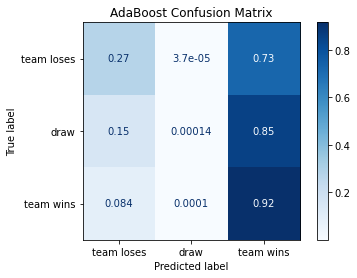 AdaBoost Confusion Matrix
team loses 0.27 3.7e-05 0.73
0.8
0.6
True label
draw 0.15 0.00014 0.85
0.4
team wins 0.084 0.0001 0.92
0.2
team loses draw team wins
Predicted label